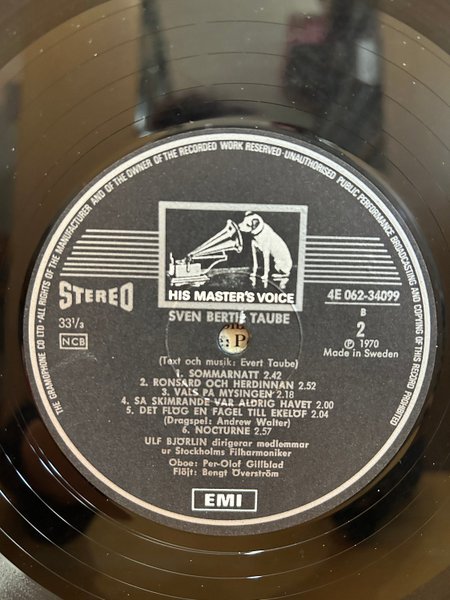 THE GRAMOPHONE CO LTD · ALL RIGHTS OF THE MANUFACTURER AND OF THE OWNER OF THE RECORDED WORK RESERVED · UNAUTHORISED PUBLIC PERFORMANCE BROADCASTING AND COPYING OF THIS RECORD PROHIBITED
HIS MASTER'S VOICE
STEREO
4E 062-34099
SVEN BERTIL TAUBE
33⅓
B
2
NCB
℗ 1970
Made in Sweden
(Text och musik: Evert Taube)
1. SOMMARNATT 2.42
2. RONSARD OCH HERDINNAN 2.52
3. VALS PÅ MYSINGEN 2.18
4. SÅ SKIMRANDE VAR ALDRIG HAVET 2.00
5. DET FLÖG EN FÅGEL TILL EKELÖF 2.04
(Dragspel: Andrew Walter)
6. NOCTURNE 2.57
ULF BJÖRLIN dirigerar medlemmar
ur Stockholms Filharmoniker
Oboe: Per-Olof Gillblad
Flöjt: Bengt Överström
EMI